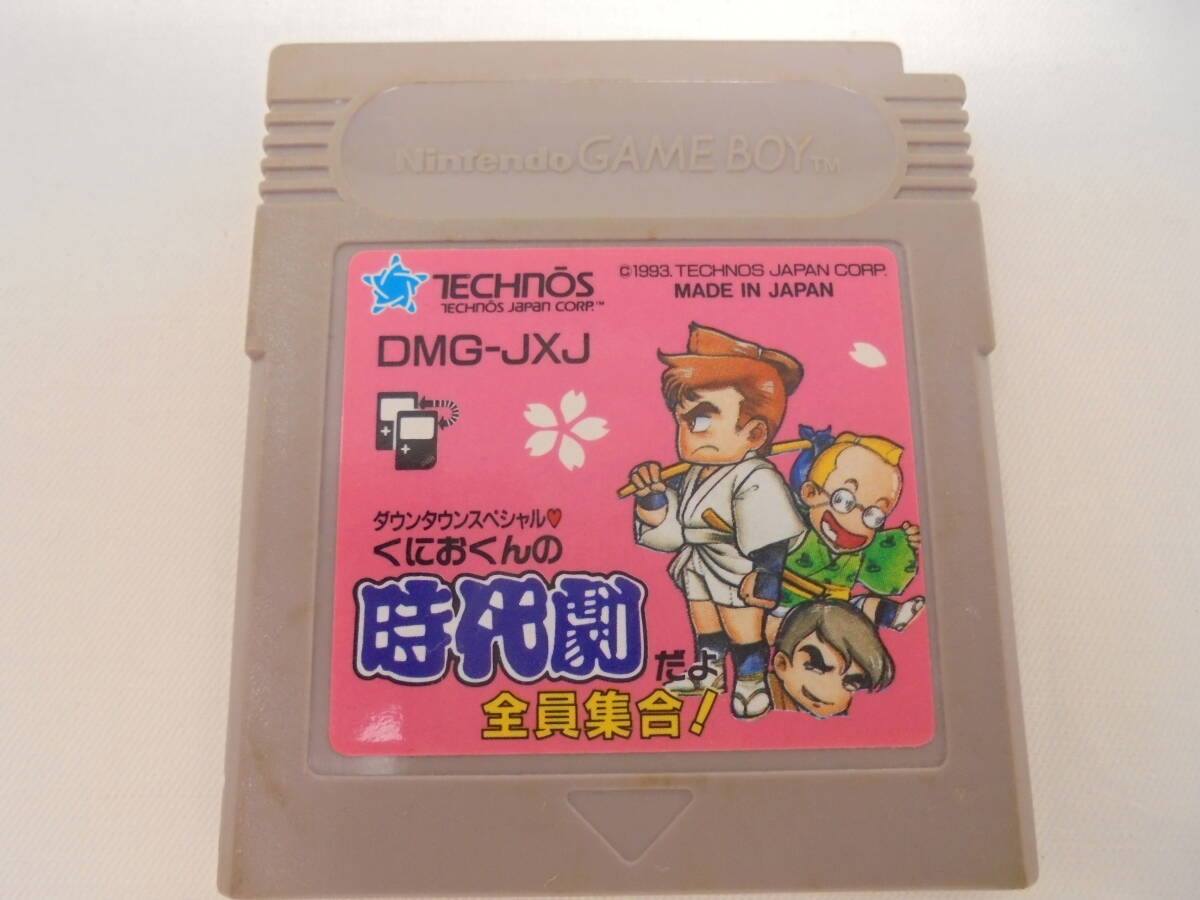 Nintendo GAME BOY TM
TECHNŌS
TECHNŌS JAPAN CORP.™
©1993. TECHNOS JAPAN CORP.
MADE IN JAPAN
DMG-JXJ
ダウンタウンスペシャル♥
くにおくんの
時代劇だよ
全員集合!